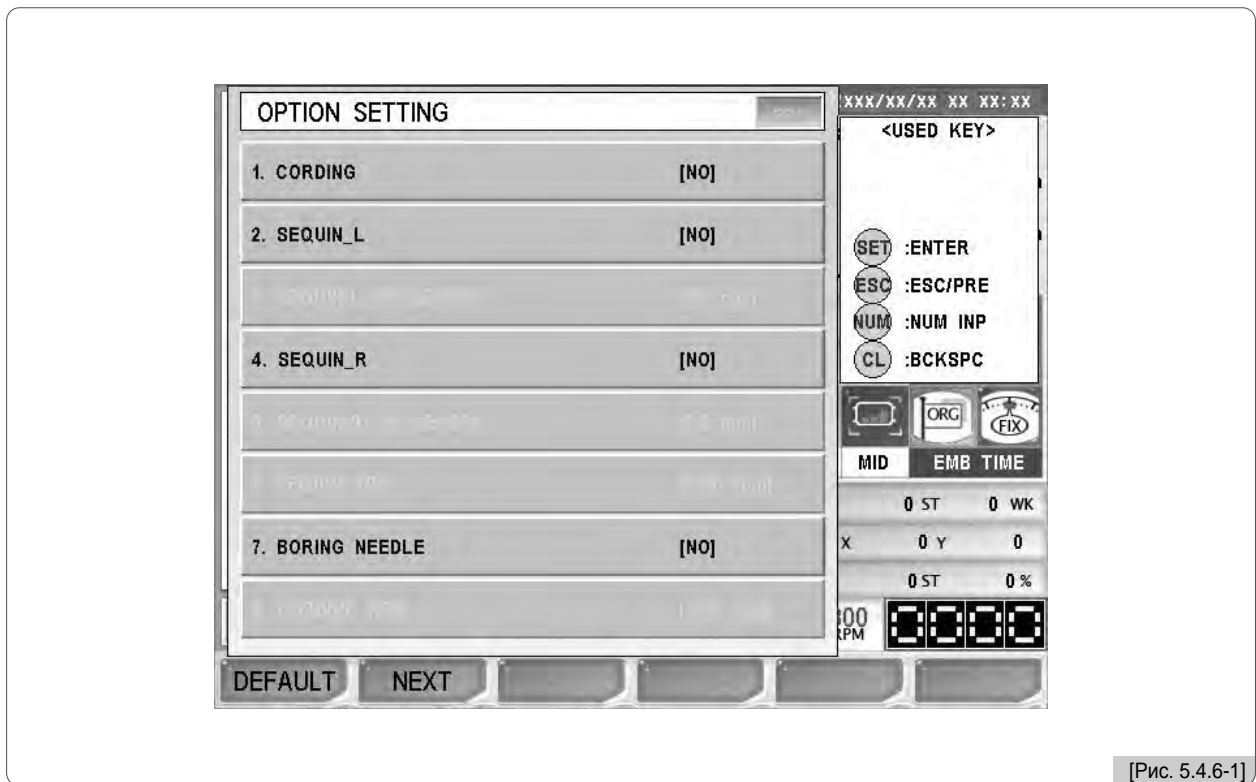 OPTION SETTING
xxx/xx/xx xx xx:xx
<USED KEY>
1. CORDING [NO]
2. SEQUIN_L [NO]
4. SEQUIN_R [NO]
7. BORING NEEDLE [NO]
SET :ENTER
ESC :ESC/PRE
NUM :NUM INP
CL :BCKSPC
ORG
FIX
MID EMB TIME
0 ST 0 WK
X 0 Y 0
0 ST 0 %
RPM
0000
DEFAULT NEXT
[Рис. 5.4.6-1]